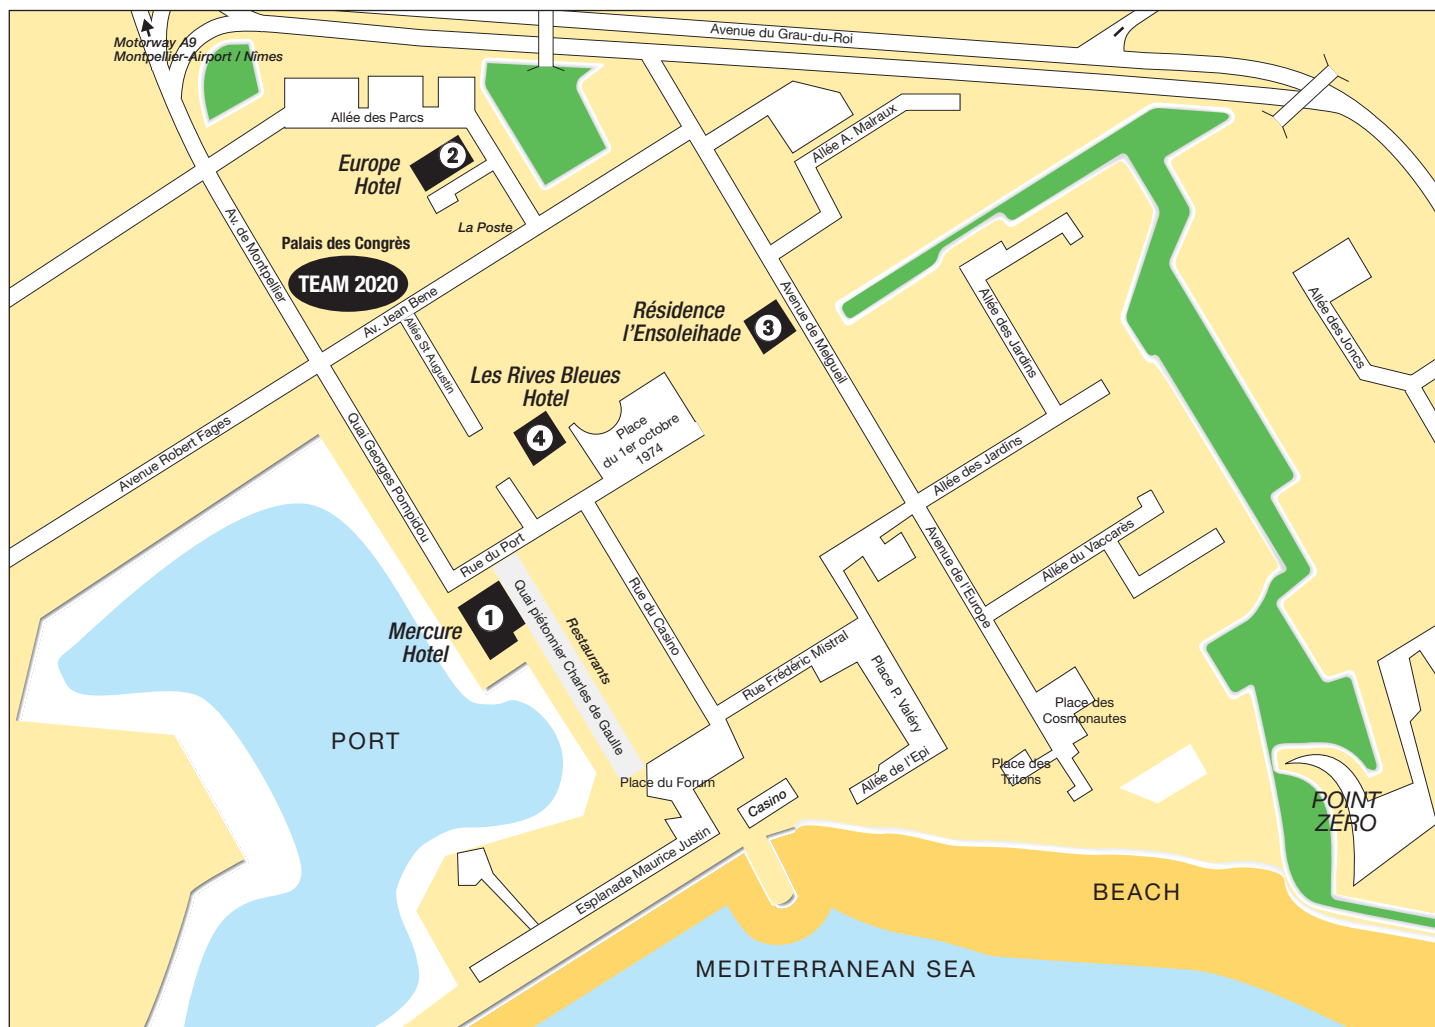 Motorway A9
Montpellier-Airport / Nîmes
Avenue du Grau-du-Roi
Allée des Parcs
Allée A. Malraux
2
Europe
Hotel
La Poste
Av. de Montpellier
Palais des Congrès
TEAM 2020
Av. Jean Bene
Allée St Augustin
Résidence
l'Ensoleihade
3
Avenue de Melgueil
Allée des Jardins
Allée des Joncs
Les Rives Bleues
Hotel
4
Place
du 1er octobre
1974
Avenue Robert Fages
Quai Georges Pompidou
Allée des Jardins
Rue du Port
Allée du Vaccarès
Avenue de l'Europe
1
Mercure
Hotel
Quai piétonnier Charles de Gaulle
Restaurants
Rue du Casino
Rue Frédéric Mistral
Place P. Valéry
Place des
Cosmonautes
PORT
Place du Forum
Allée de l'Epi
Place des
Tritons
Casino
POINT
ZÉRO
Esplanade Maurice Justin
BEACH
MEDITERRANEAN SEA